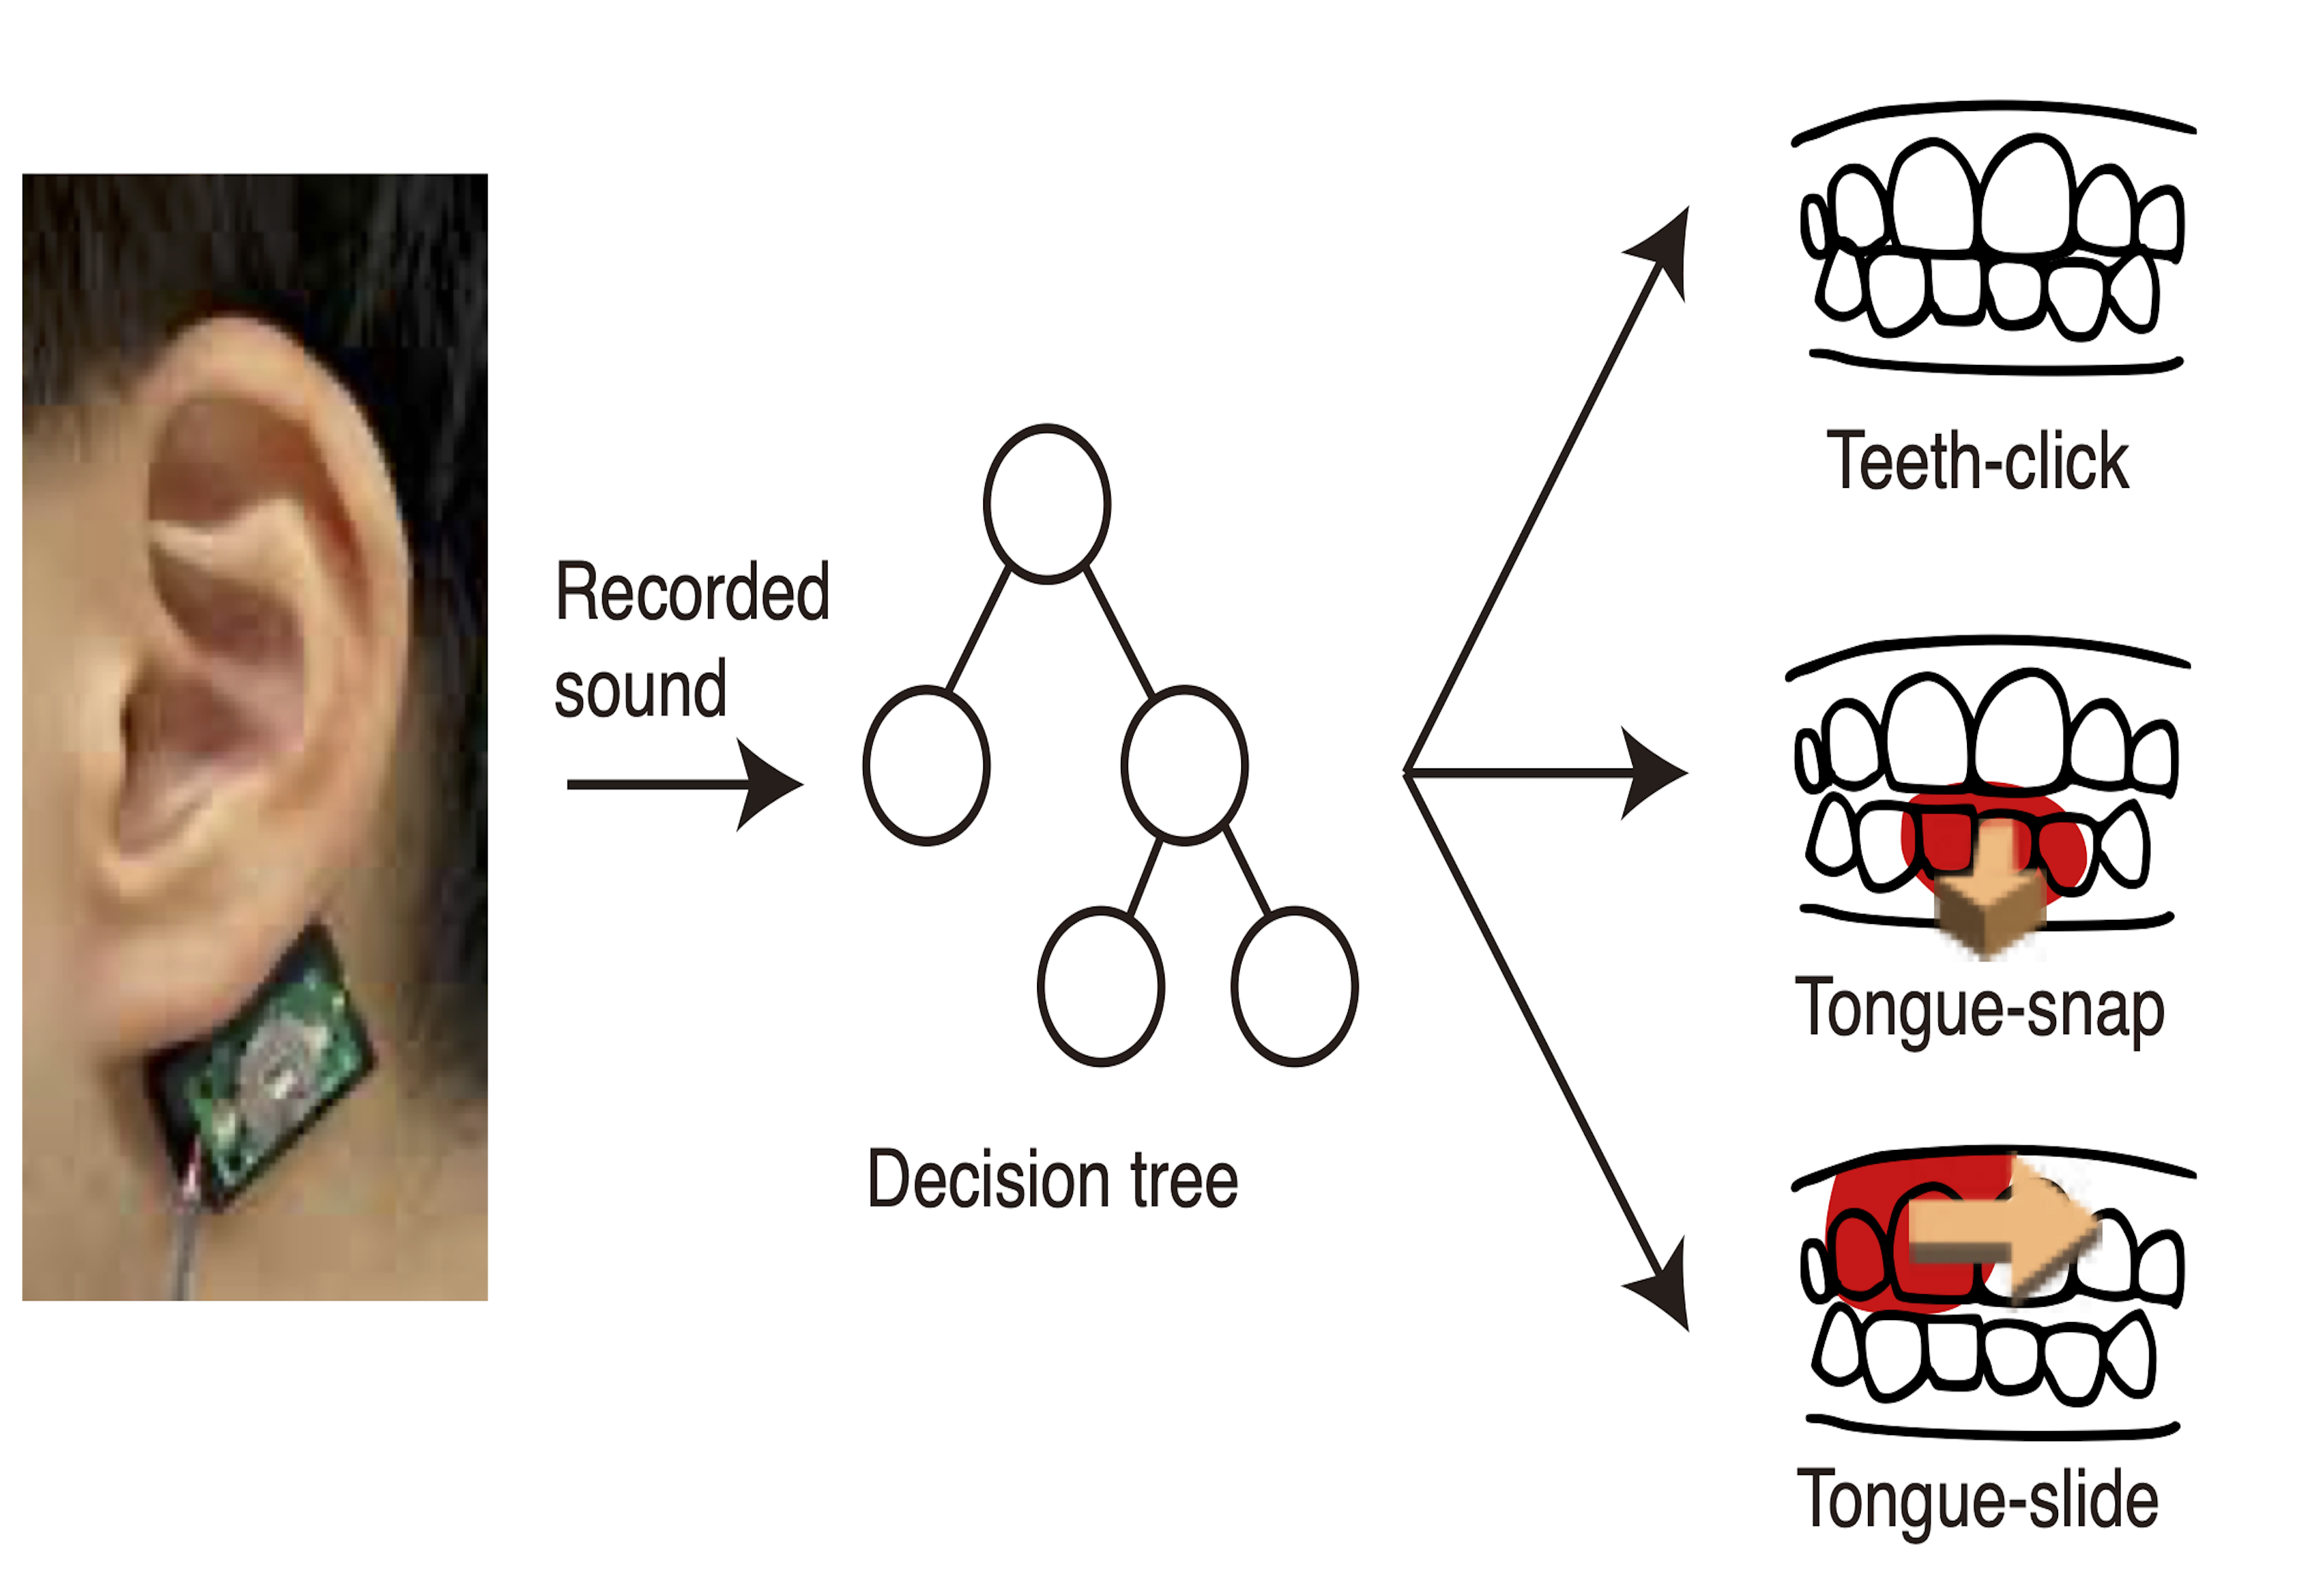 Recorded
sound
Decision tree
Teeth-click
Tongue-snap
Tongue-slide